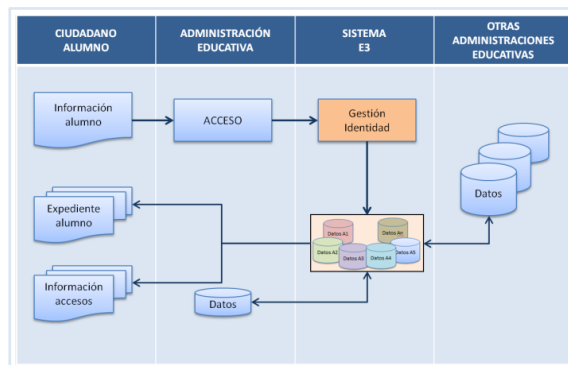 CIUDADANO
ALUMNO
ADMINISTRACIÓN
EDUCATIVA
SISTEMA
E3
OTRAS
ADMINISTRACIONES
EDUCATIVAS
Información
alumno
ACCESO
Gestión
Identidad
Datos
Expediente
alumno
Datos A1
Datos An
Datos A2
Datos A3
Datos A4
Datos A5
Información
accesos
Datos